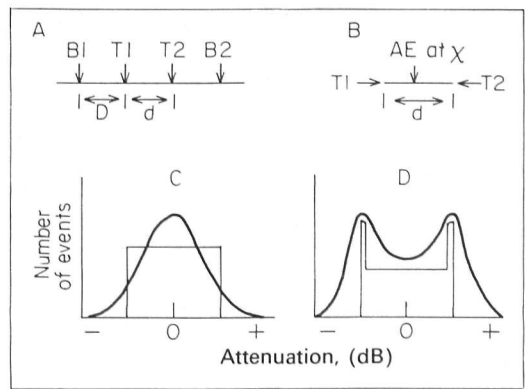 A
B1 T1 T2 B2
D d
B
AE at χ
T1 T2
d
C
D
Number
of events
− 0 +
− 0 +
Attenuation, (dB)